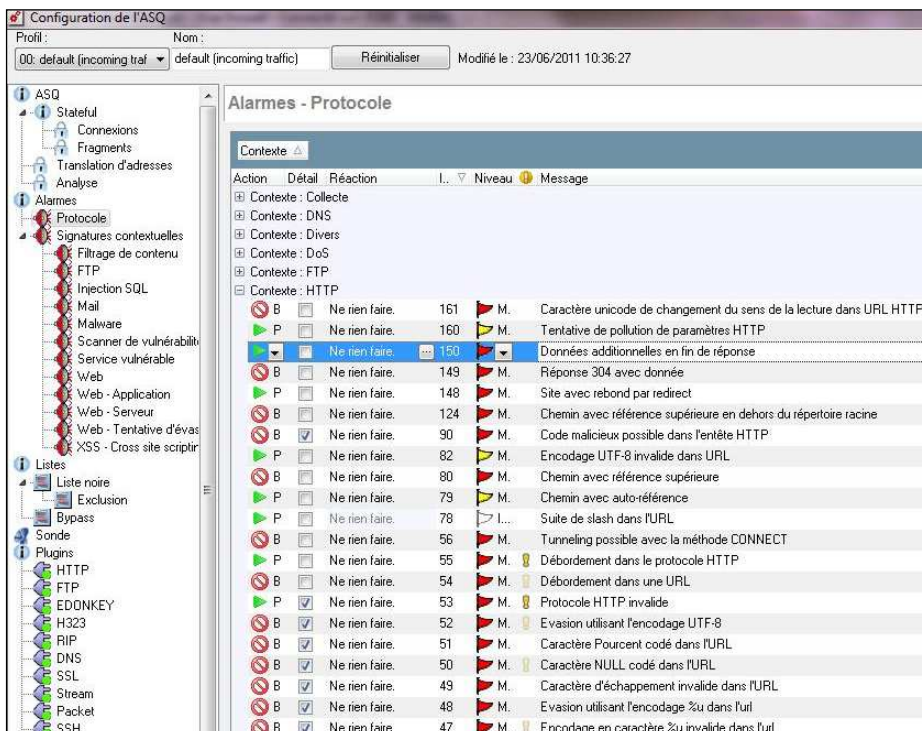 Configuration de l'ASQ
Profil :
Nom :
00: default (incoming traf
default (incoming traffic)
Réinitialiser
Modifié le : 23/06/2011 10:36:27
ASQ
Stateful
Connexions
Fragments
Translation d'adresses
Analyse
Alarmes
Protocole
Signatures contextuelles
Filtrage de contenu
FTP
Injection SQL
Mail
Malware
Scanner de vulnérabilit
Service vulnérable
Web
Web - Application
Web - Serveur
Web - Tentative d'évas
XSS - Cross site scriptin
Listes
Liste noire
Exclusion
Bypass
Sonde
Plugins
HTTP
FTP
EDONKEY
H323
RIP
DNS
SSL
Stream
Packet
SSH
Alarmes - Protocole
Contexte
Action Détail Réaction I.. Niveau Message
Contexte : Collecte
Contexte : DNS
Contexte : Divers
Contexte : DoS
Contexte : FTP
Contexte : HTTP
B Ne rien faire. 161 M. Caractère unicode de changement du sens de la lecture dans URL HTTP
P Ne rien faire. 160 M. Tentative de pollution de paramètres HTTP
Ne rien faire. ... 150 Données additionnelles en fin de réponse
B Ne rien faire. 149 M. Réponse 304 avec donnée
P Ne rien faire. 148 M. Site avec rebond par redirect
B Ne rien faire. 124 M. Chemin avec référence supérieure en dehors du répertoire racine
B Ne rien faire. 90 M. Code malicieux possible dans l'entête HTTP
P Ne rien faire. 82 M. Encodage UTF-8 invalide dans URL
B Ne rien faire. 80 M. Chemin avec référence supérieure
P Ne rien faire. 79 M. Chemin avec auto-référence
P Ne rien faire. 78 I... Suite de slash dans l'URL
B Ne rien faire. 56 M. Tunneling possible avec la méthode CONNECT
P Ne rien faire. 55 M. Débordement dans le protocole HTTP
B Ne rien faire. 54 M. Débordement dans une URL
P Ne rien faire. 53 M. Protocole HTTP invalide
B Ne rien faire. 52 M. Evasion utilisant l'encodage UTF-8
B Ne rien faire. 51 M. Caractère Pourcent codé dans l'URL
B Ne rien faire. 50 M. Caractère NULL codé dans l'URL
B Ne rien faire. 49 M. Caractère d'échappement invalide dans l'URL
B Ne rien faire. 48 M. Evasion utilisant l'encodage %u dans l'url
B Ne rien faire. 47 M. Encodage en caractère %u invalide dans l'url